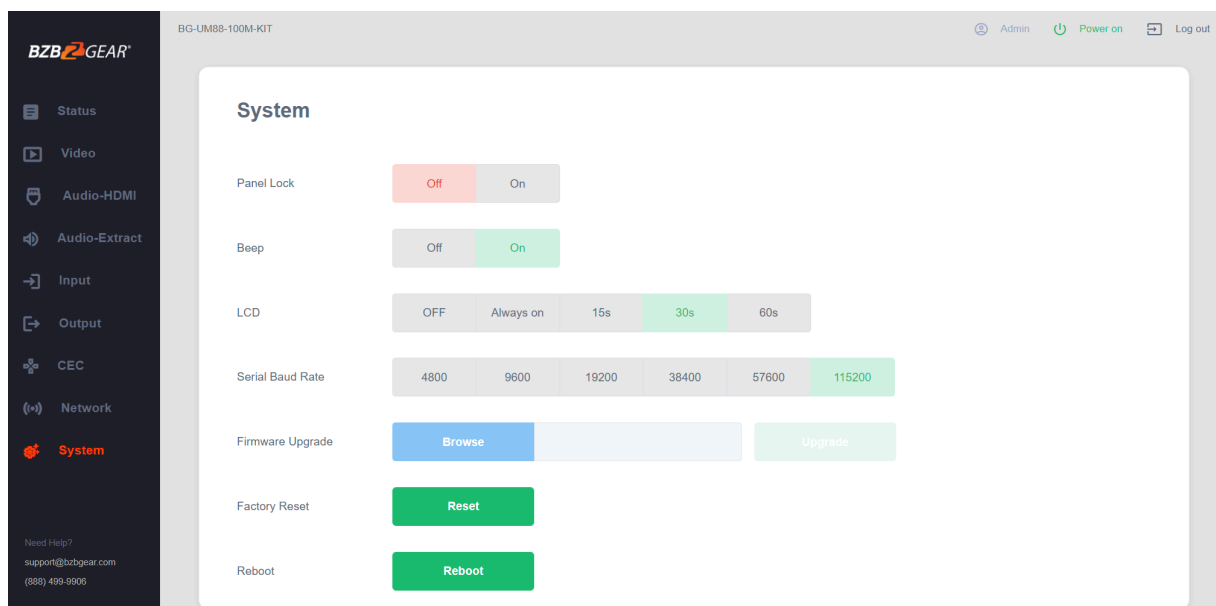 BZBGEAR®
Status
Video
Audio-HDMI
Audio-Extract
Input
Output
CEC
Network
System
Need Help?
support@bzbgear.com
(888) 499-9906
BG-UM88-100M-KIT Admin Power on Log out
System
Panel Lock Off On
Beep Off On
LCD OFF Always on 15s 30s 60s
Serial Baud Rate 4800 9600 19200 38400 57600 115200
Firmware Upgrade Browse Upgrade
Factory Reset Reset
Reboot Reboot